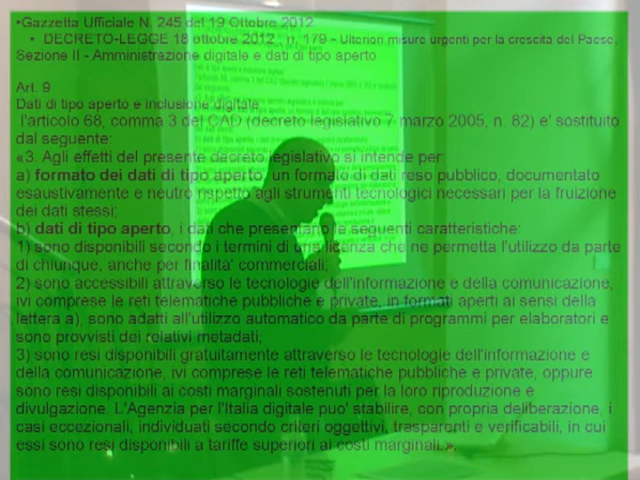 •Gazzetta Ufficiale N. 245 del 19 Ottobre 2012
• DECRETO-LEGGE 18 ottobre 2012 , n. 179 - Ulteriori misure urgenti per la crescita del Paese.
Sezione II - Amministrazione digitale e dati di tipo aperto
Art. 9
Dati di tipo aperto e inclusione digitale
l'articolo 68, comma 3 del CAD (decreto legislativo 7 marzo 2005, n. 82) e' sostituito
dal seguente:
«3. Agli effetti del presente decreto legislativo si intende per:
a) formato dei dati di tipo aperto, un formato di dati reso pubblico, documentato
esaustivamente e neutro rispetto agli strumenti tecnologici necessari per la fruizione
dei dati stessi;
b) dati di tipo aperto, i dati che presentano le seguenti caratteristiche:
1) sono disponibili secondo i termini di una licenza che ne permetta l'utilizzo da parte
di chiunque, anche per finalita' commerciali;
2) sono accessibili attraverso le tecnologie dell'informazione e della comunicazione,
ivi comprese le reti telematiche pubbliche e private, in formati aperti ai sensi della
lettera a), sono adatti all'utilizzo automatico da parte di programmi per elaboratori e
sono provvisti dei relativi metadati;
3) sono resi disponibili gratuitamente attraverso le tecnologie dell'informazione e
della comunicazione, ivi comprese le reti telematiche pubbliche e private, oppure
sono resi disponibili ai costi marginali sostenuti per la loro riproduzione e
divulgazione. L'Agenzia per l'Italia digitale puo' stabilire, con propria deliberazione, i
casi eccezionali, individuati secondo criteri oggettivi, trasparenti e verificabili, in cui
essi sono resi disponibili a tariffe superiori ai costi marginali.»,